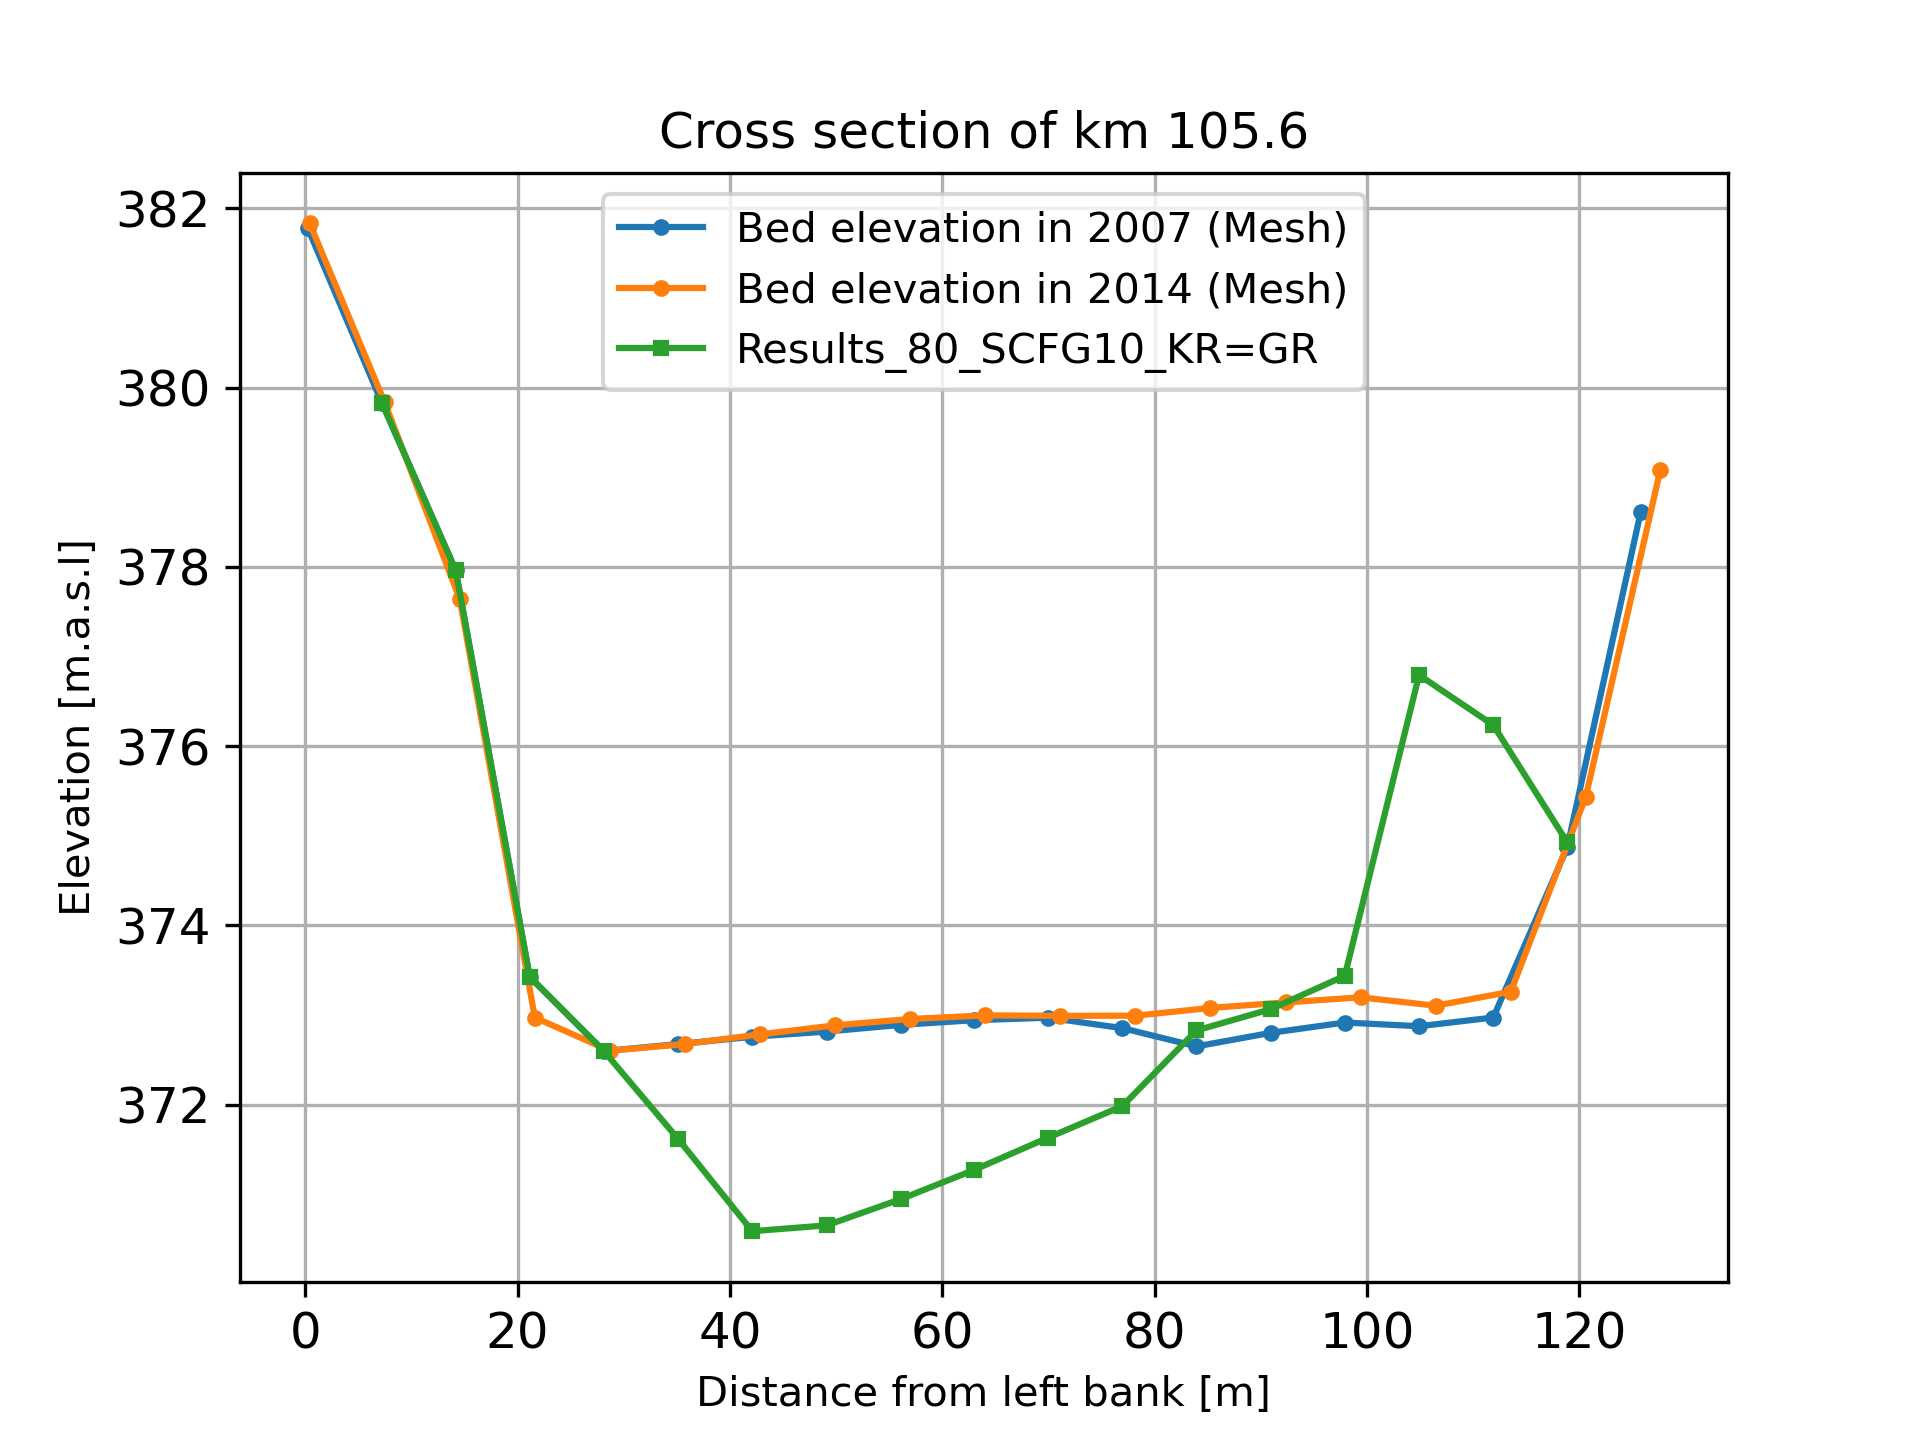 Cross section of km 105.6
Bed elevation in 2007 (Mesh)
Bed elevation in 2014 (Mesh)
Results_80_SCFG10_KR=GR
Elevation [m.a.s.l]
382
380
378
376
374
372
0 20 40 60 80 100 120
Distance from left bank [m]